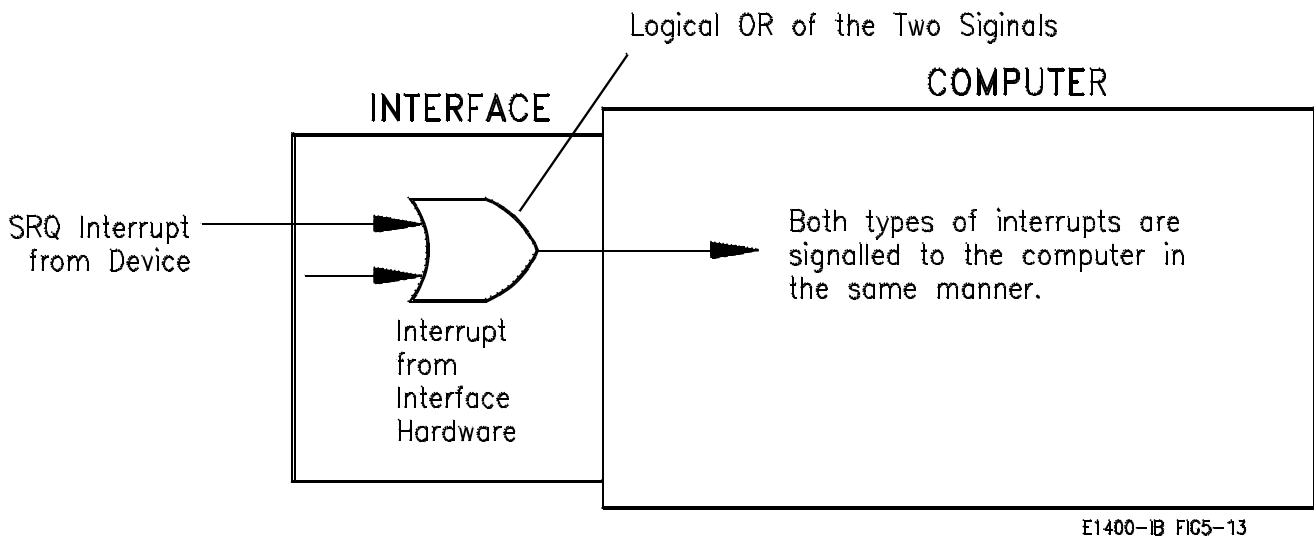 Logical OR of the Two Siginals
COMPUTER
INTERFACE
SRQ Interrupt
from Device
Both types of interrupts are
signalled to the computer in
the same manner.
Interrupt
from
Interface
Hardware
E1400-IB FIG5-13